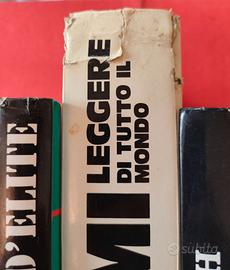 D'ELITE
MI
LEGGERE
DI TUTTO IL
MONDO
H
subito